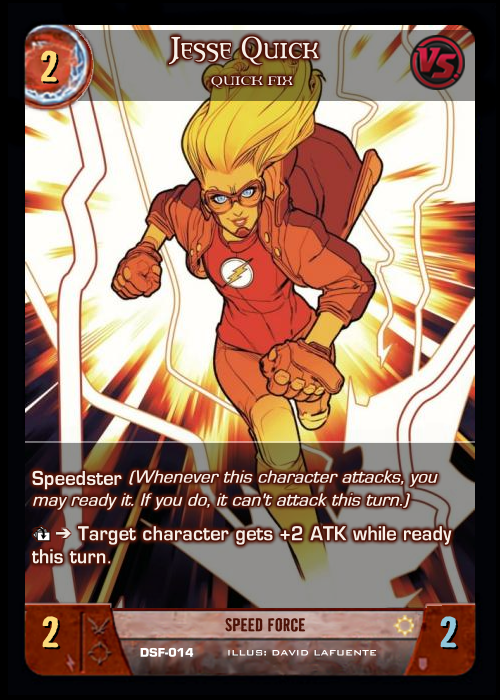 2
Jesse Quick
VS
Quick Fix
Speedster (Whenever this character attacks, you
may ready it. If you do, it can't attack this turn.)
➔ Target character gets +2 ATK while ready
this turn.
2
SPEED FORCE
2
DSF-014 ILLUS: DAVID LAFUENTE